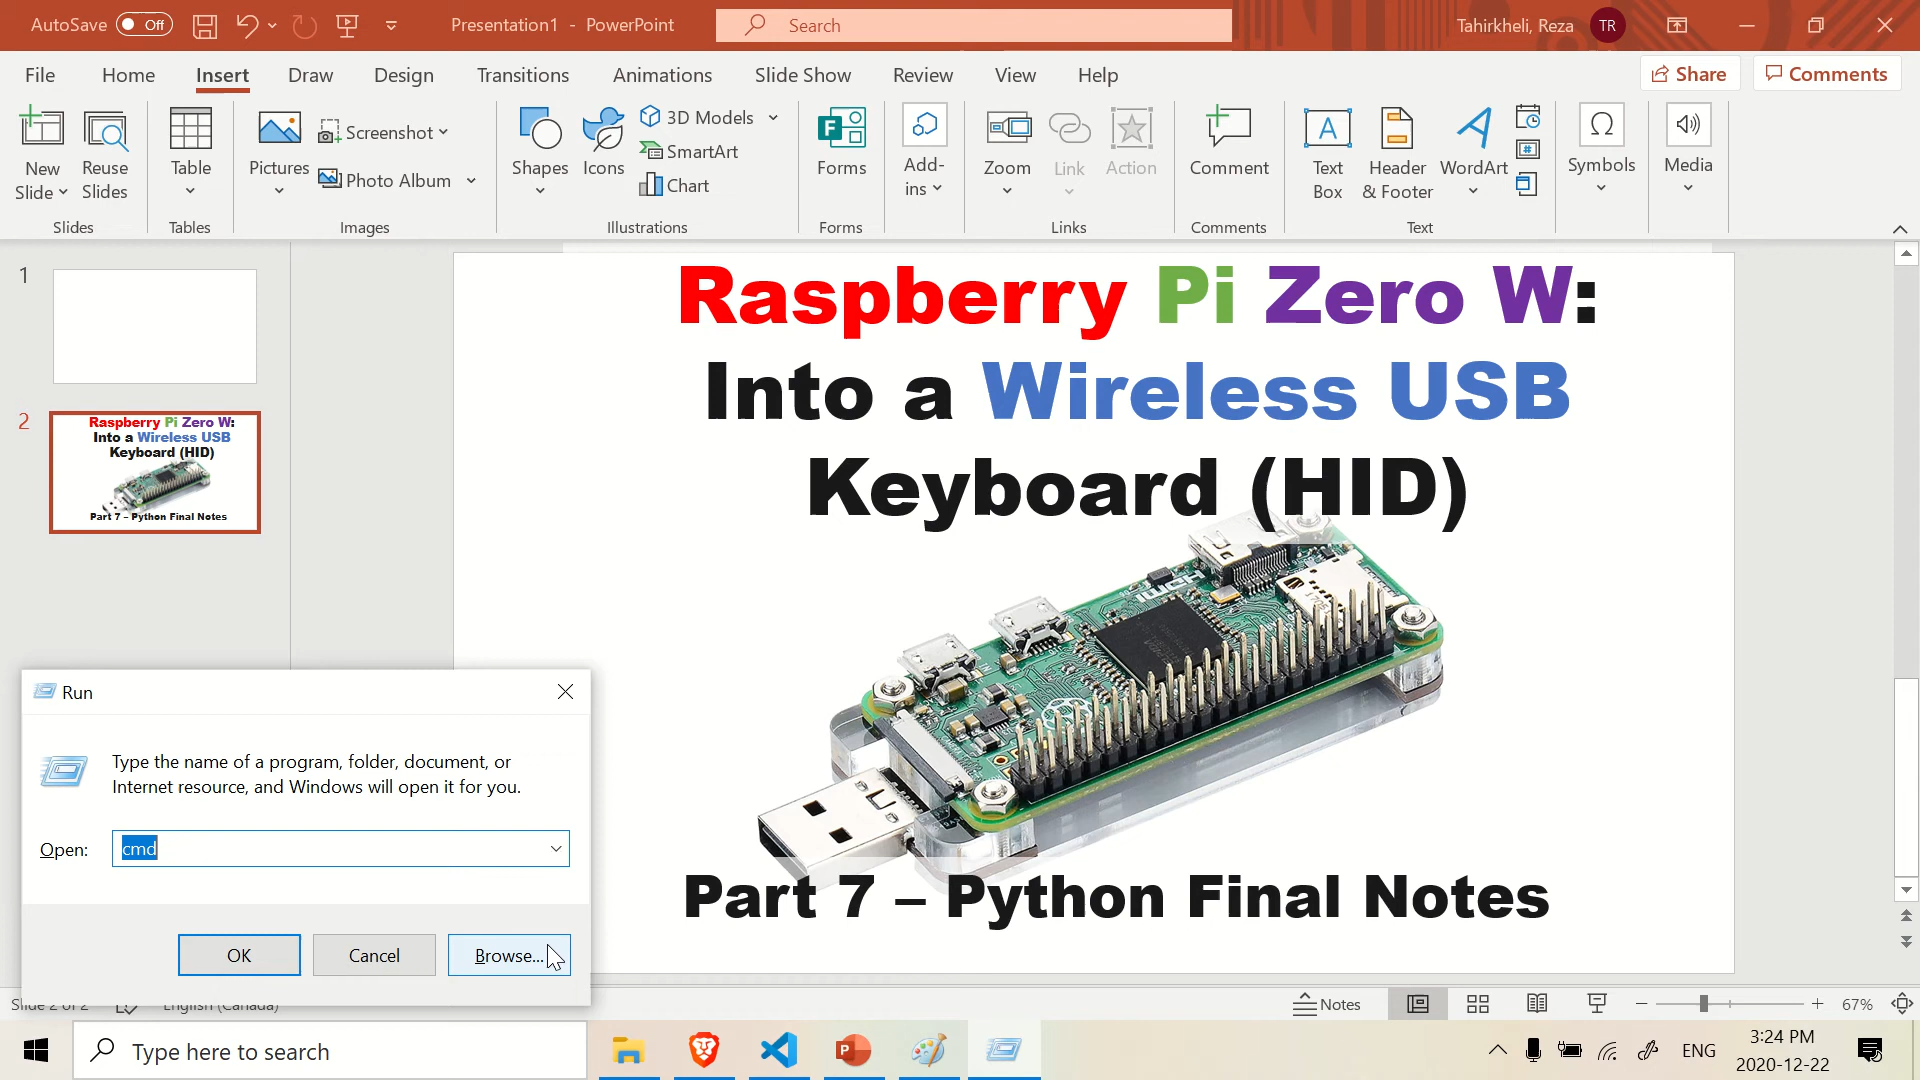 AutoSave Off Presentation1 - PowerPoint Search Tahirkheli, Reza TR
File Home Insert Draw Design Transitions Animations Slide Show Review View Help Share Comments
New Slide
Reuse Slides
Table
Pictures
Screenshot
Photo Album
Shapes
Icons
3D Models
SmartArt
Chart
Forms
Add-ins
Zoom
Link
Action
Comment
Text Box
Header & Footer
WordArt
Symbols
Media
Slides Tables Images Illustrations Forms Links Comments Text
1
2
Raspberry Pi Zero W:
Into a Wireless USB
Keyboard (HID)
Part 7 – Python Final Notes
Raspberry Pi Zero W:
Into a Wireless USB
Keyboard (HID)
Part 7 – Python Final Notes
Run
Type the name of a program, folder, document, or
Internet resource, and Windows will open it for you.
Open: cmd
OK Cancel Browse...
Slide 2 of 2 English (Canada) Notes 67%
Type here to search ENG 3:24 PM
2020-12-22